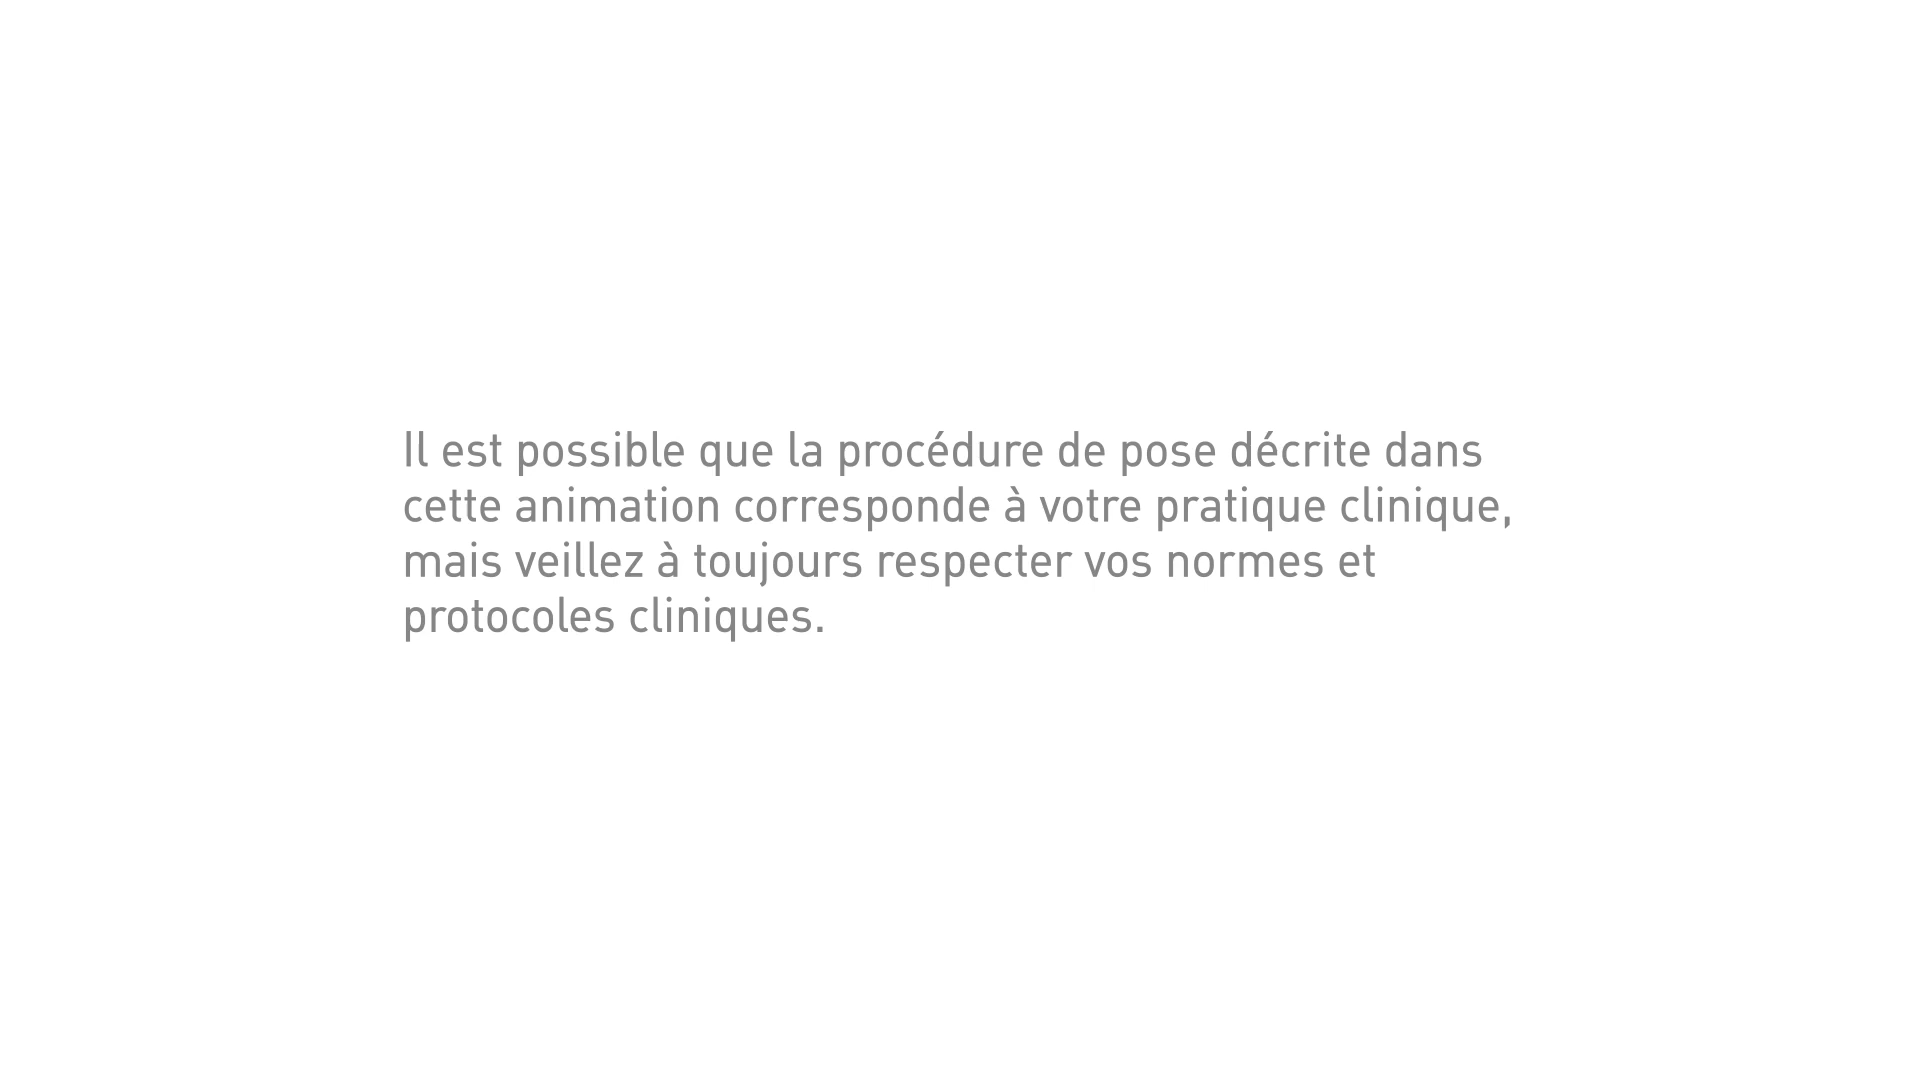 Il est possible que la procédure de pose décrite dans
cette animation corresponde à votre pratique clinique,
mais veillez à toujours respecter vos normes et
protocoles cliniques.